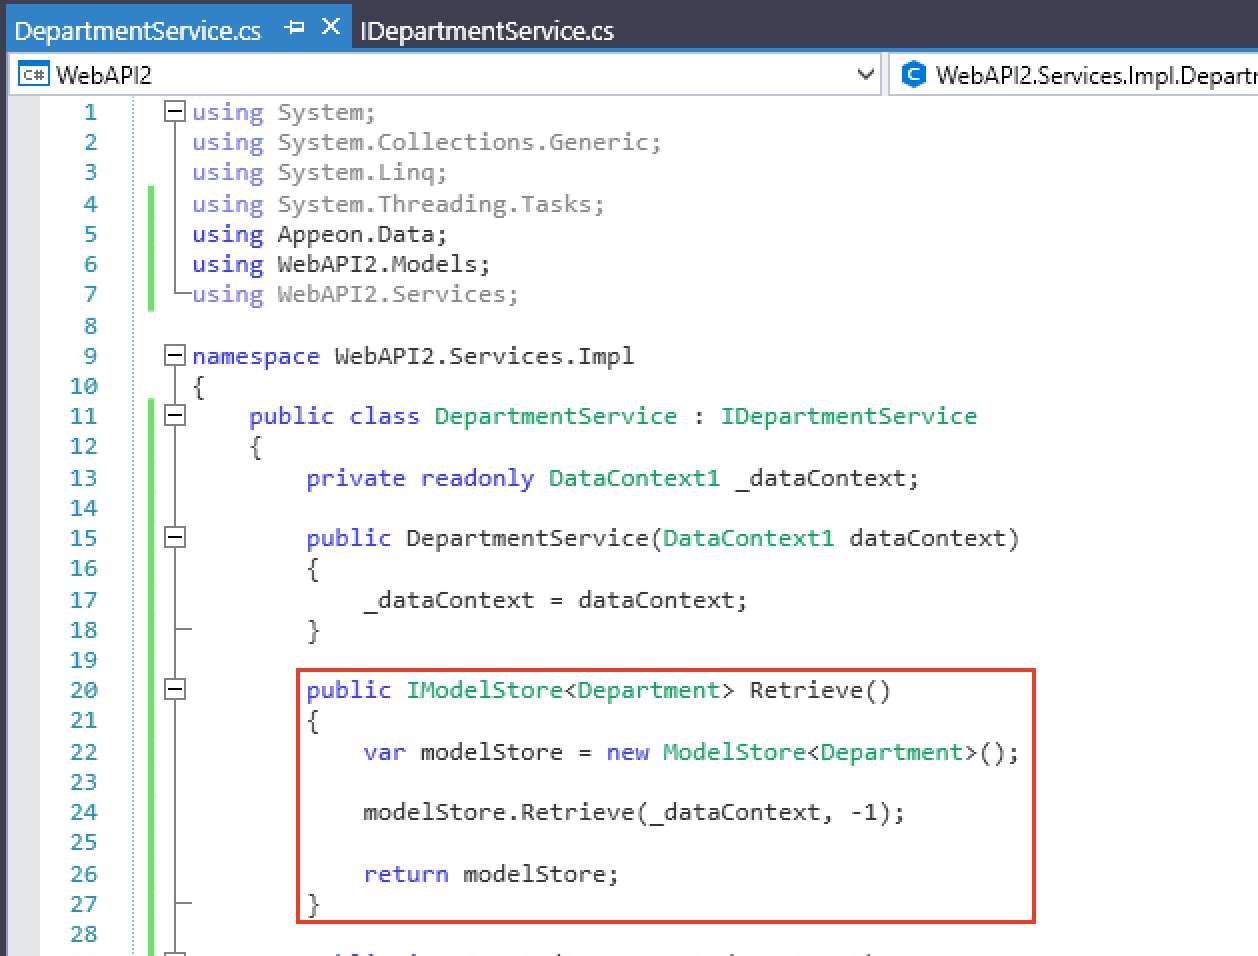 DepartmentService.cs IDepartmentService.cs
C# WebAPI2 C WebAPI2.Services.Impl.Departr
1 using System;
2 using System.Collections.Generic;
3 using System.Linq;
4 using System.Threading.Tasks;
5 using Appeon.Data;
6 using WebAPI2.Models;
7 using WebAPI2.Services;
8
9 namespace WebAPI2.Services.Impl
10 {
11 public class DepartmentService : IDepartmentService
12 {
13 private readonly DataContext1 _dataContext;
14
15 public DepartmentService(DataContext1 dataContext)
16 {
17 _dataContext = dataContext;
18 }
19
20 public IModelStore<Department> Retrieve()
21 {
22 var modelStore = new ModelStore<Department>();
23
24 modelStore.Retrieve(_dataContext, -1);
25
26 return modelStore;
27 }
28